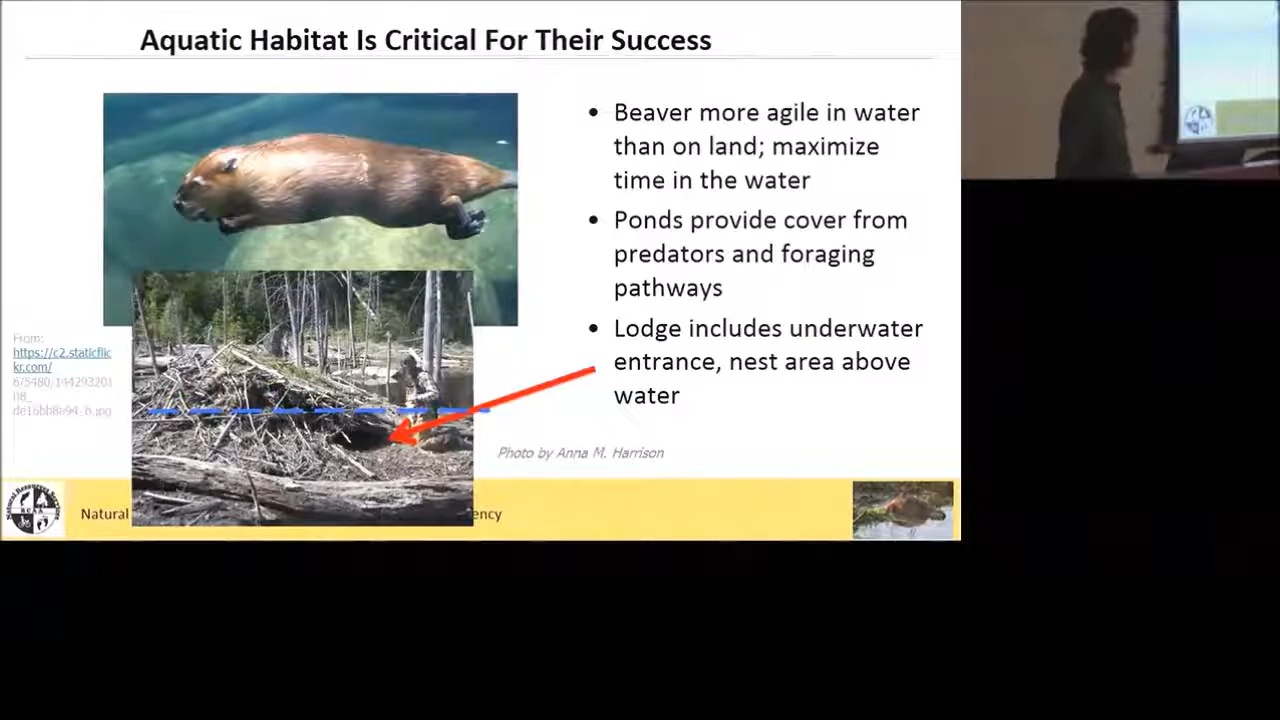 Aquatic Habitat Is Critical For Their Success
• Beaver more agile in water
than on land; maximize
time in the water
• Ponds provide cover from
predators and foraging
pathways
• Lodge includes underwater
entrance, nest area above
water
From:
https://c2.staticflic
kr.com/
Photo by Anna M. Harrison
Natural
ency